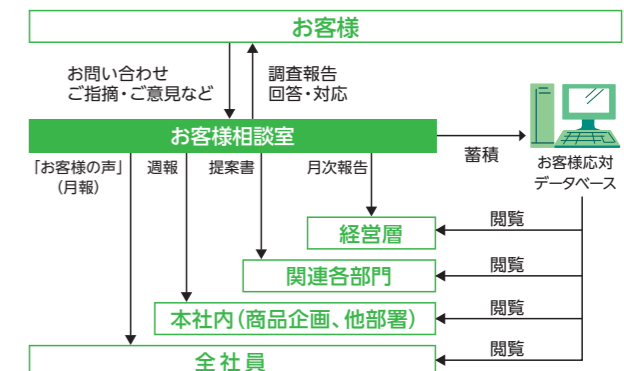 お客様
お問い合わせ
ご指摘・ご意見など
調査報告
回答・対応
お客様相談室
蓄積
お客様応対
データベース
「お客様の声」
（月報）
週報
提案書
月次報告
経営層
閲覧
関連各部門
閲覧
本社内（商品企画、他部署）
閲覧
全社員
閲覧